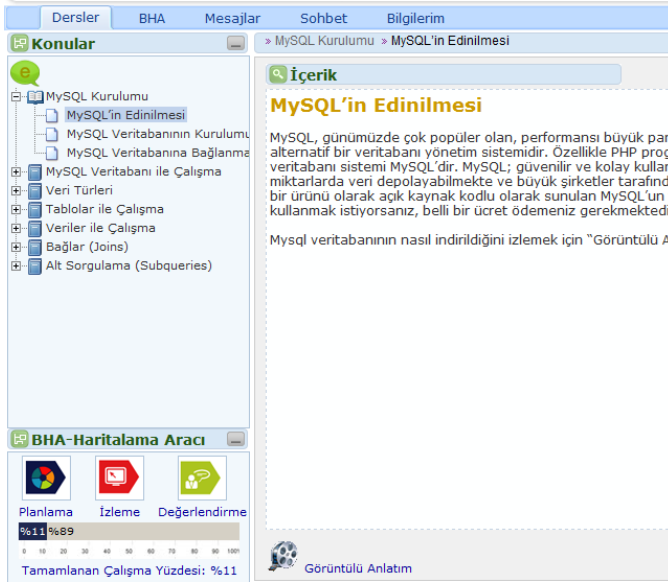 Dersler BHA Mesajlar Sohbet Bilgilerim
Konular
» MySQL Kurulumu » MySQL'in Edinilmesi
MySQL Kurulumu
MySQL'in Edinilmesi
MySQL Veritabanının Kurulumu
MySQL Veritabanına Bağlanma
MySQL Veritabanı ile Çalışma
Veri Türleri
Tablolar ile Çalışma
Veriler ile Çalışma
Bağlar (Joins)
Alt Sorgulama (Subqueries)
İçerik
MySQL'in Edinilmesi
MySQL, günümüzde çok popüler olan, performansı büyük
alternatif bir veritabanı yönetim sistemidir. Özellikle PHP
veritabanı sistemi MySQL'dir. MySQL; güvenilir ve kolay
miktarlarda veri depolayabilmekte ve büyük şirketler
bir ürünü olarak açık kaynak kodlu olarak sunulan MySQL'un
kullanmak istiyorsanız, belli bir ücret ödemeniz
Mysql veritabanının nasıl indirildiğini izlemek için "Görüntülü
Görüntülü Anlatım
BHA-Haritalama Aracı
Planlama İzleme Değerlendirme
%11 %89
0 10 20 30 40 50 60 70 80 90 100
Tamamlanan Çalışma Yüzdesi: %11